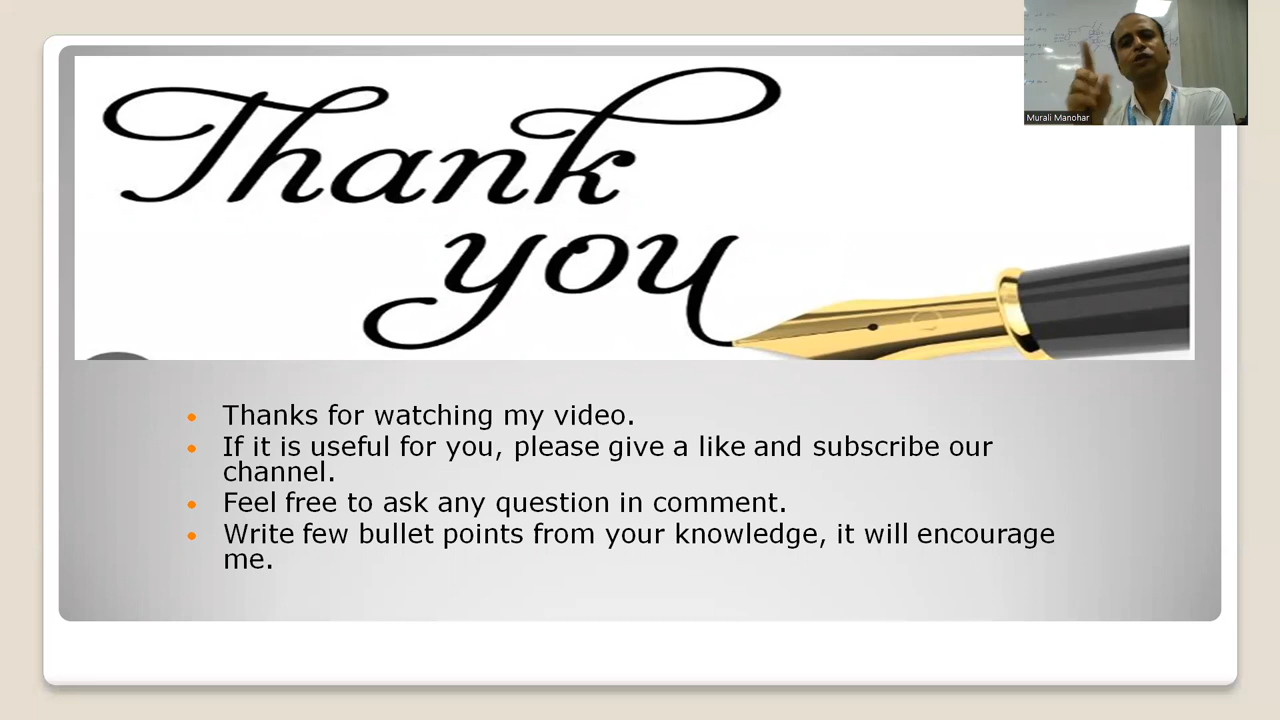 Murali Manohar
Thank
you
Thanks for watching my video.
If it is useful for you, please give a like and subscribe our
channel.
Feel free to ask any question in comment.
Write few bullet points from your knowledge, it will encourage
me.